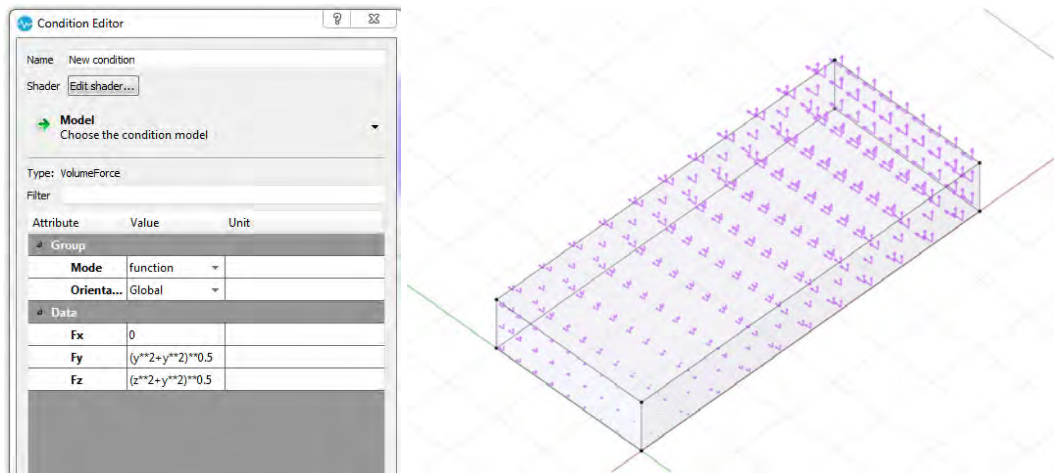 Condition Editor
Name New condition
Shader Edit shader...
Model
Choose the condition model
Type: VolumeForce
Filter
Attribute Value Unit
Group
Mode function
Orienta... Global
Data
Fx 0
Fy (y**2+y**2)**0.5
Fz (z**2+y**2)**0.5